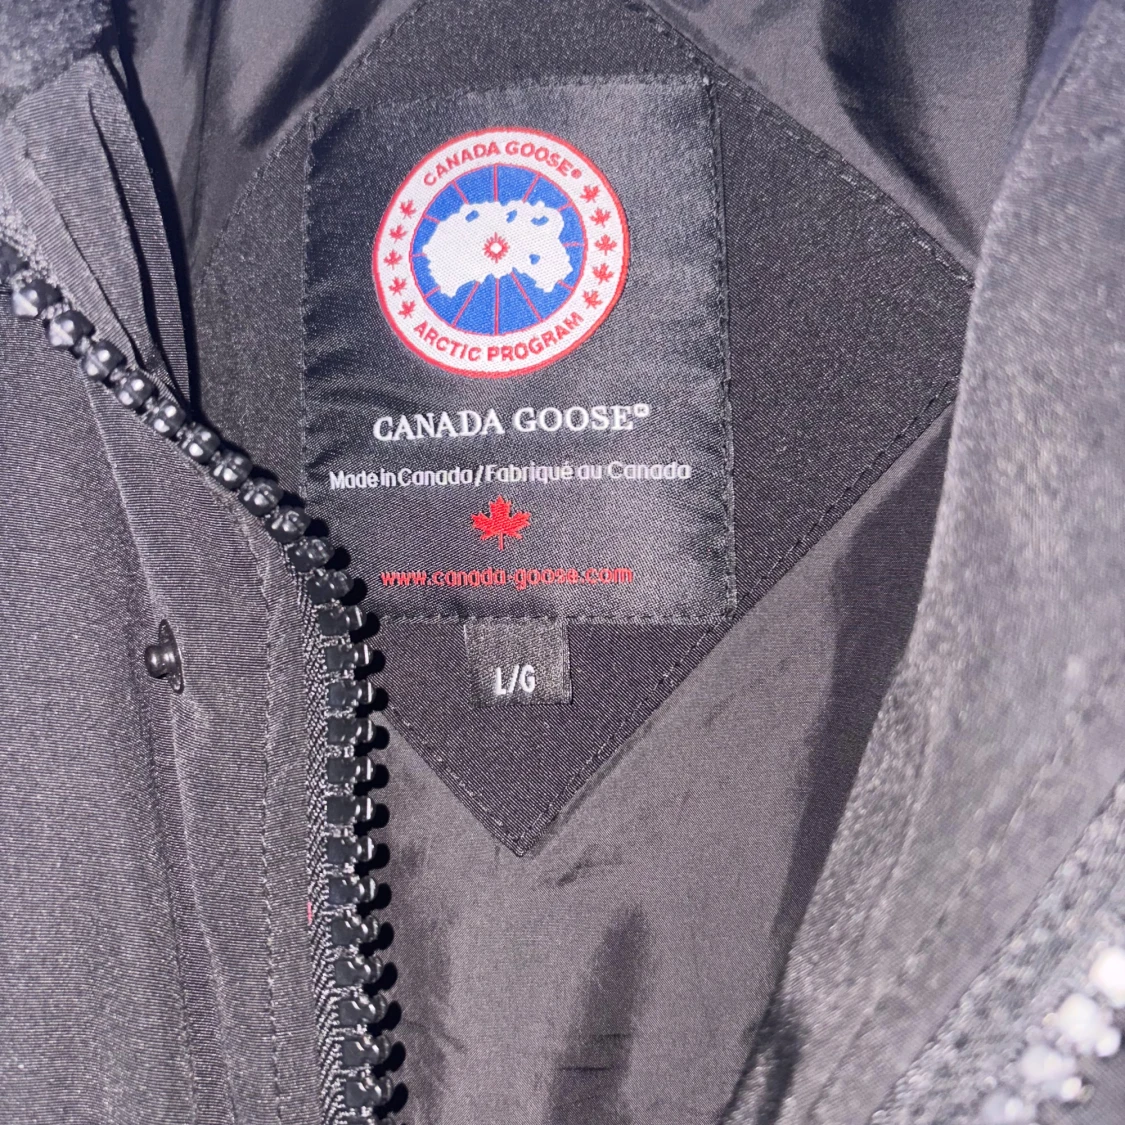 CANADA GOOSE®
ARCTIC PROGRAM
CANADA GOOSE®
Made in Canada/Fabriqué au Canada
www.canada-goose.com
L/G